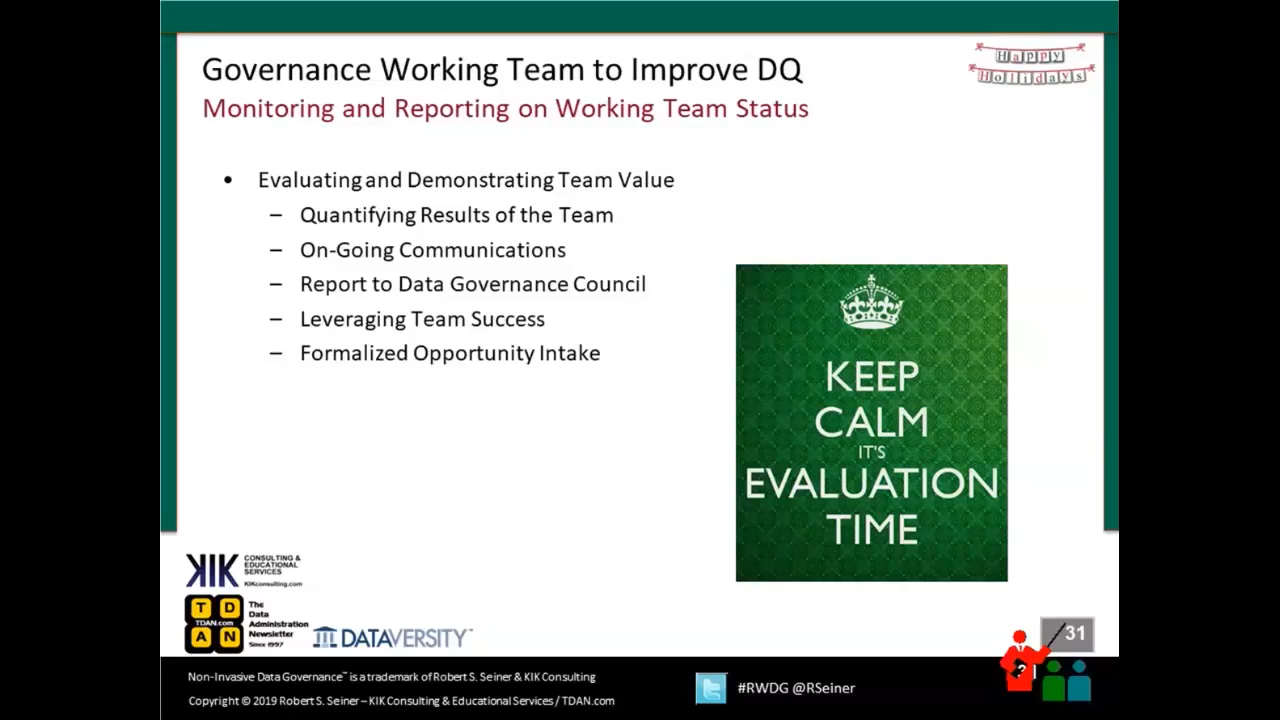 Governance Working Team to Improve DQ
Happy
Holidays
Monitoring and Reporting on Working Team Status
• Evaluating and Demonstrating Team Value
– Quantifying Results of the Team
– On-Going Communications
– Report to Data Governance Council
– Leveraging Team Success
– Formalized Opportunity Intake
KEEP
CALM
IT'S
EVALUATION
TIME
KIK CONSULTING &
EDUCATIONAL
SERVICES
KIKconsulting.com
T D
TDAN.com
A N
The
Data
Administration
Newsletter
Since 1997
DATAVERSITY™
31
Non-Invasive Data Governance™ is a trademark of Robert S. Seiner & KIK Consulting
#RWDG @RSeiner
Copyright © 2019 Robert S. Seiner – KIK Consulting & Educational Services / TDAN.com